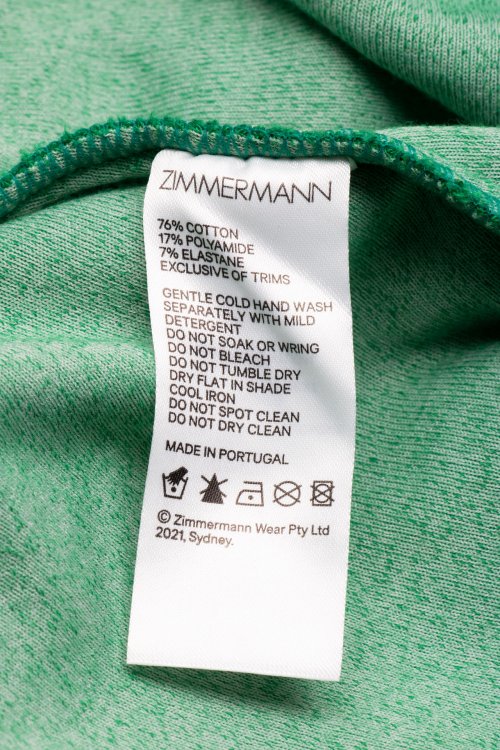 ZIMMERMANN
76% COTTON
17% POLYAMIDE
7% ELASTANE
EXCLUSIVE OF TRIMS
GENTLE COLD HAND WASH
SEPARATELY WITH MILD
DETERGENT
DO NOT SOAK OR WRING
DO NOT BLEACH
DO NOT TUMBLE DRY
DRY FLAT IN SHADE
COOL IRON
DO NOT SPOT CLEAN
DO NOT DRY CLEAN
MADE IN PORTUGAL
© Zimmermann Wear Pty Ltd
2021, Sydney.